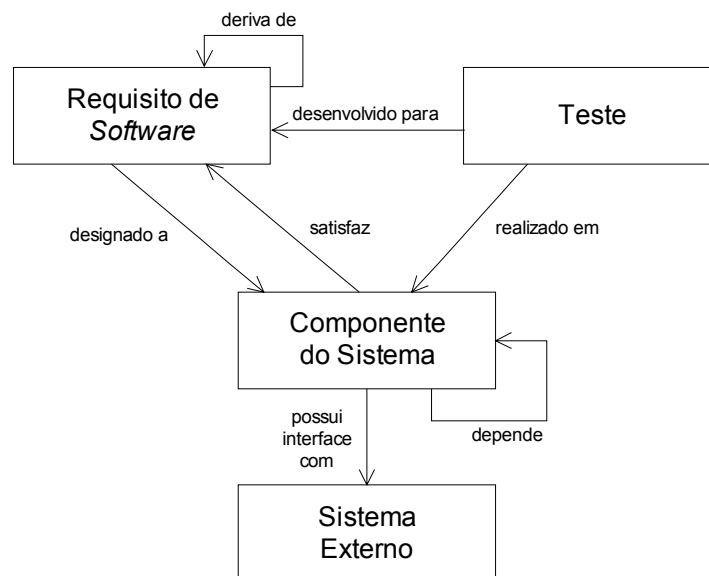 deriva de
Requisito de
Software
desenvolvido para
Teste
designado a
satisfaz
realizado em
Componente
do Sistema
possui
interface
com
depende
Sistema
Externo